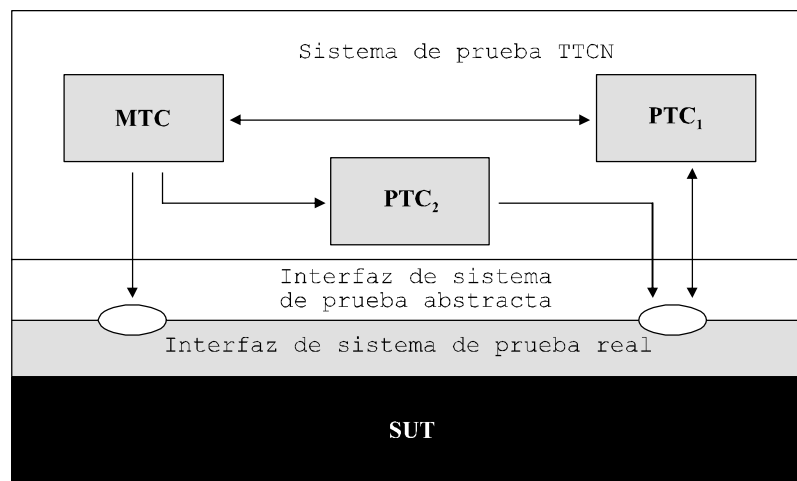 Sistema de prueba TTCN
MTC
PTC₁
PTC₂
Interfaz de sistema
de prueba abstracta
Interfaz de sistema de prueba real
SUT